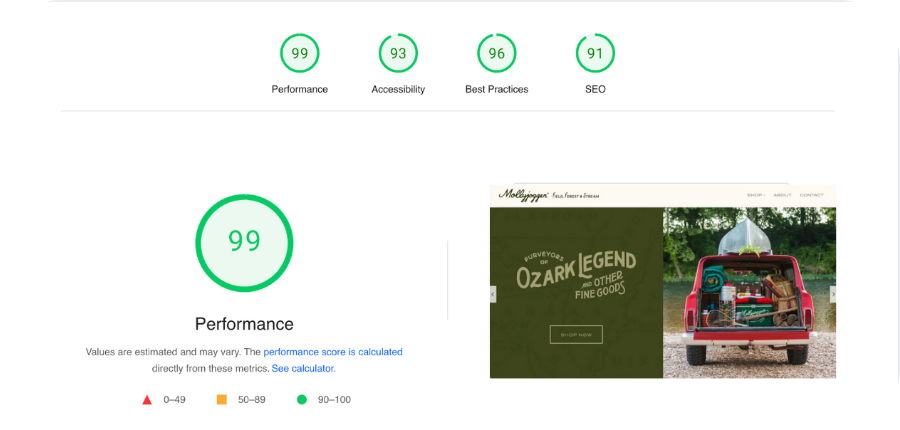 99 93 96 91
Performance Accessibility Best Practices SEO
99
Performance
Values are estimated and may vary. The performance score is calculated
directly from these metrics. See calculator.
0–49 50–89 90–100
Mollyjogger FIELD, FOREST & STREAM SHOP ABOUT CONTACT
PURVEYORS
OF
OZARK LEGEND
AND OTHER
FINE GOODS
SHOP NOW